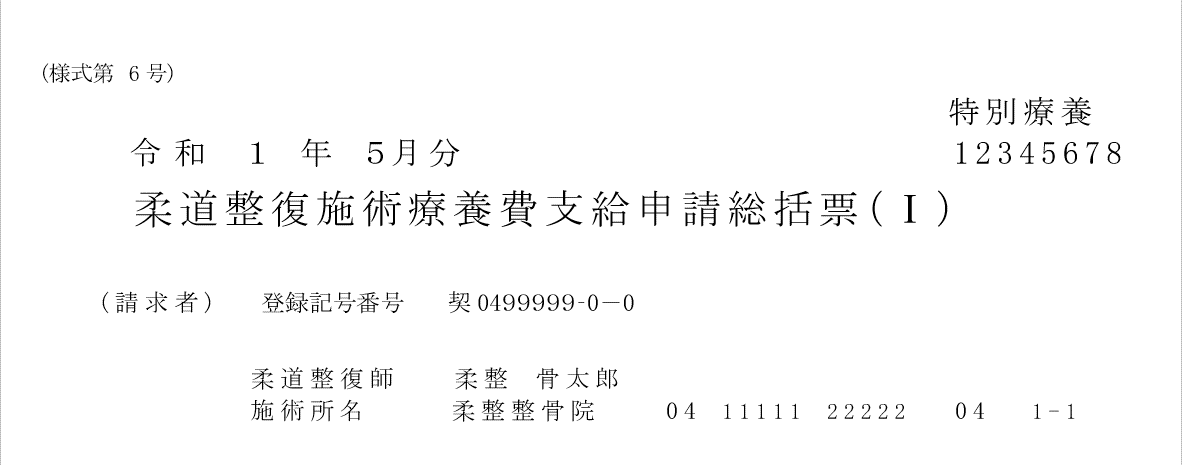 (様式第 6 号)
特別療養
令和 1 年 5月分
12345678
柔道整復施術療養費支給申請総括票(Ⅰ)
(請求者) 登録記号番号 契0499999-0－0
柔道整復師 柔整 骨太郎
施術所名 柔整整骨院 04 11111 22222 04 1-1